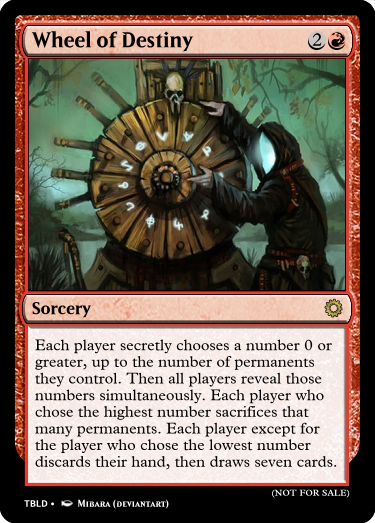 Wheel of Destiny
2
Sorcery
Each player secretly chooses a number 0 or
greater, up to the number of permanents
they control. Then all players reveal those
numbers simultaneously. Each player who
chose the highest number sacrifices that
many permanents. Each player except for
the player who chose the lowest number
discards their hand, then draws seven cards.
(NOT FOR SALE)
TBLD • Mibara (deviantart)